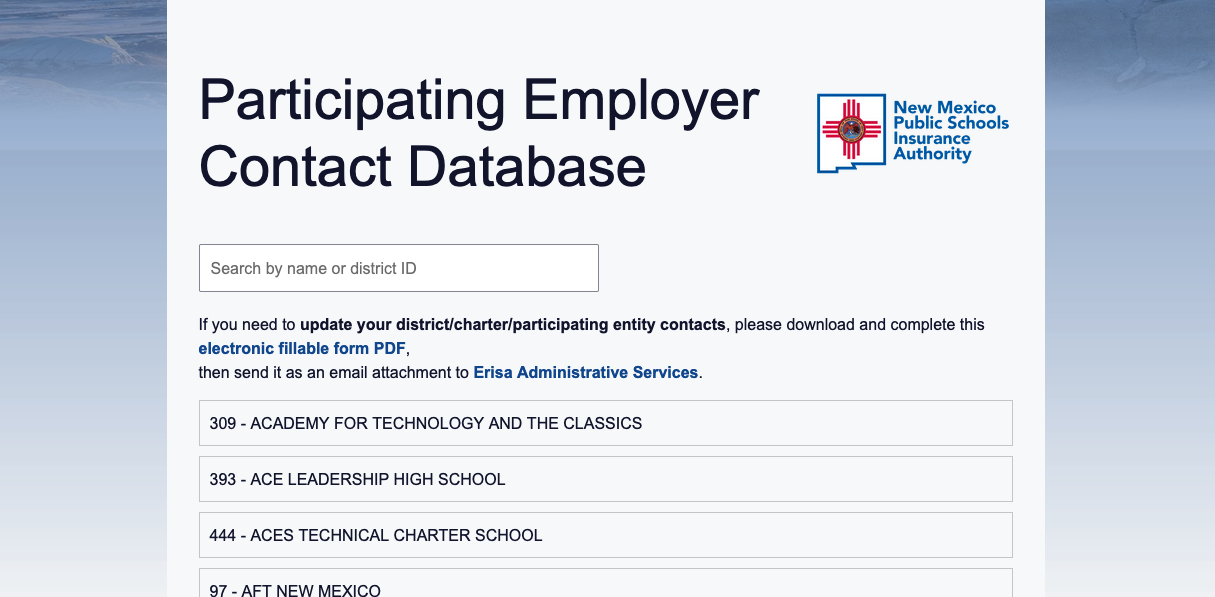 Participating Employer
Contact Database
New Mexico
Public Schools
Insurance
Authority
Search by name or district ID
If you need to update your district/charter/participating entity contacts, please download and complete this
electronic fillable form PDF,
then send it as an email attachment to Erisa Administrative Services.
309 - ACADEMY FOR TECHNOLOGY AND THE CLASSICS
393 - ACE LEADERSHIP HIGH SCHOOL
444 - ACES TECHNICAL CHARTER SCHOOL
97 - AFT NEW MEXICO